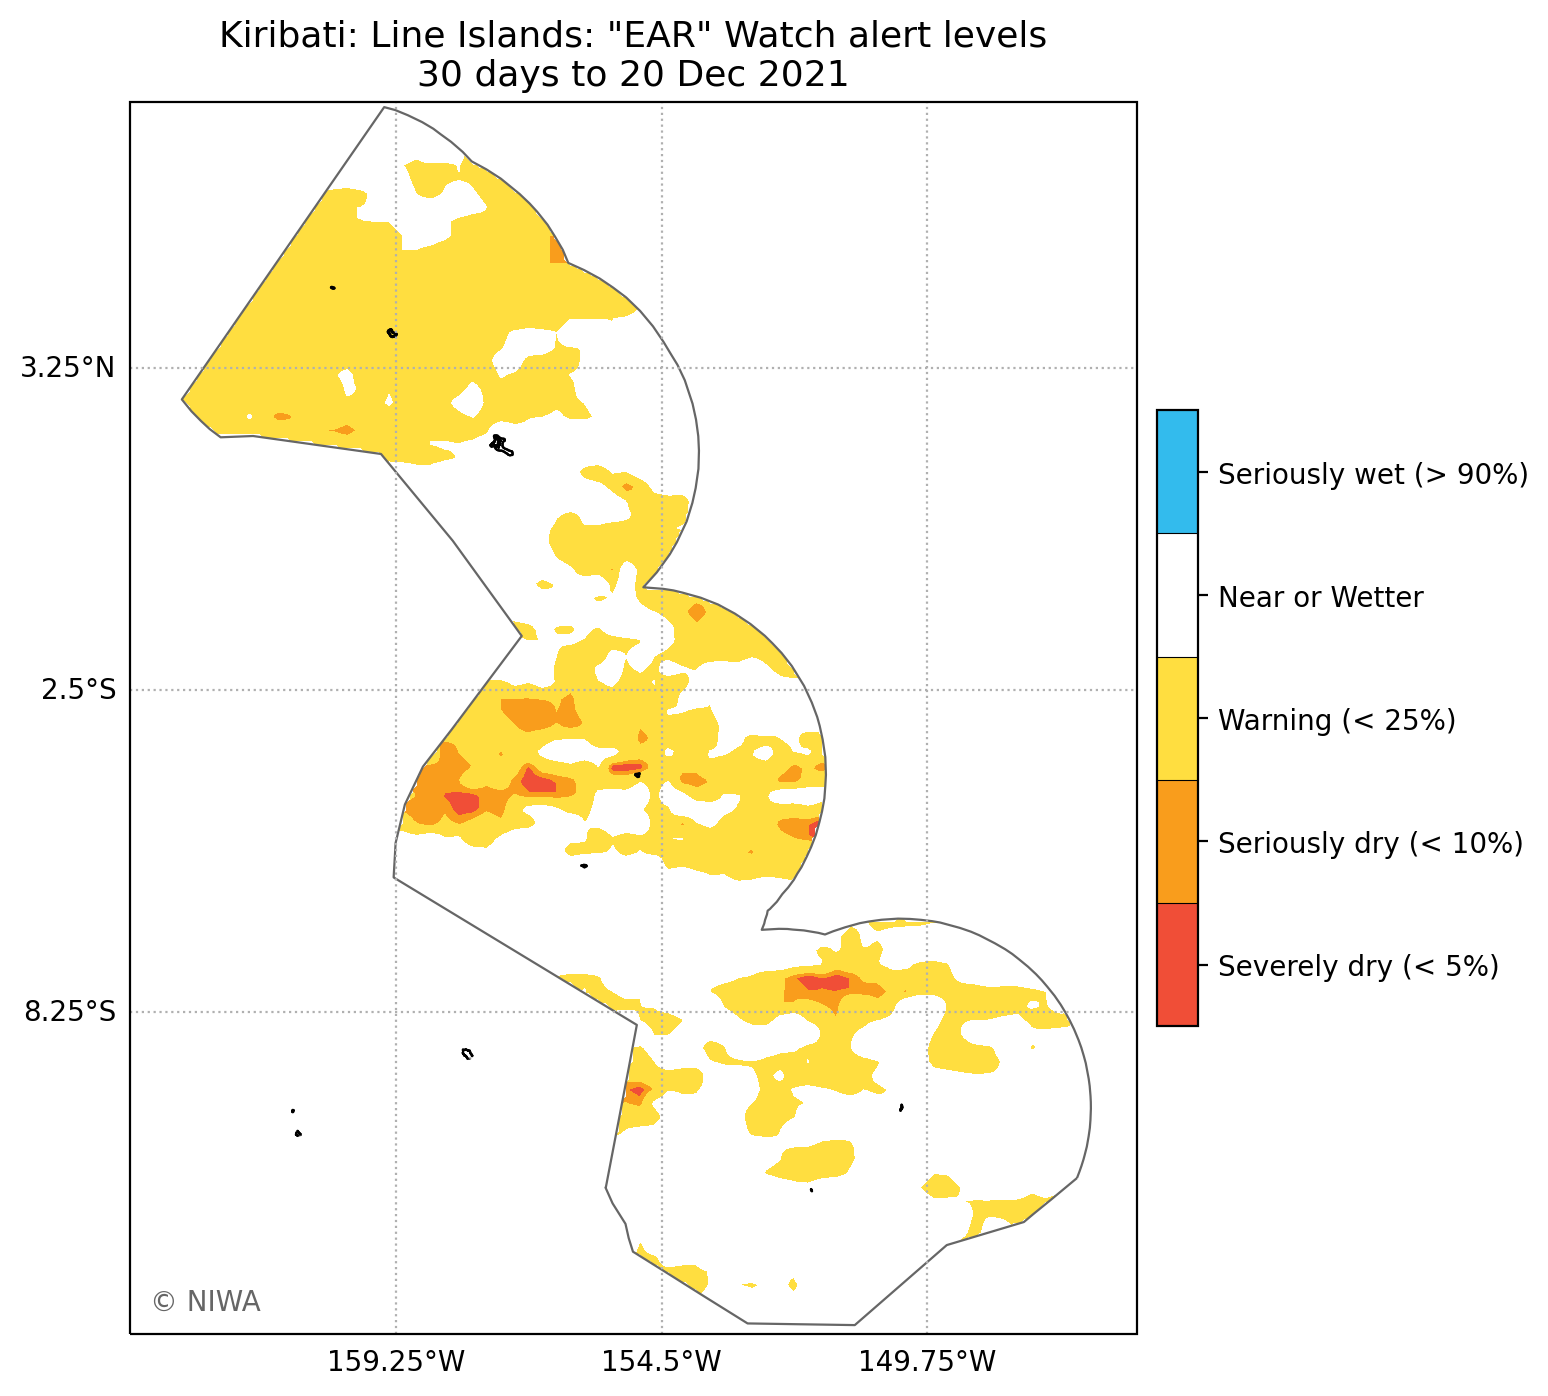 Kiribati: Line Islands: "EAR" Watch alert levels
30 days to 20 Dec 2021
3.25°N
2.5°S
8.25°S
159.25°W
154.5°W
149.75°W
Seriously wet (> 90%)
Near or Wetter
Warning (< 25%)
Seriously dry (< 10%)
Severely dry (< 5%)
© NIWA